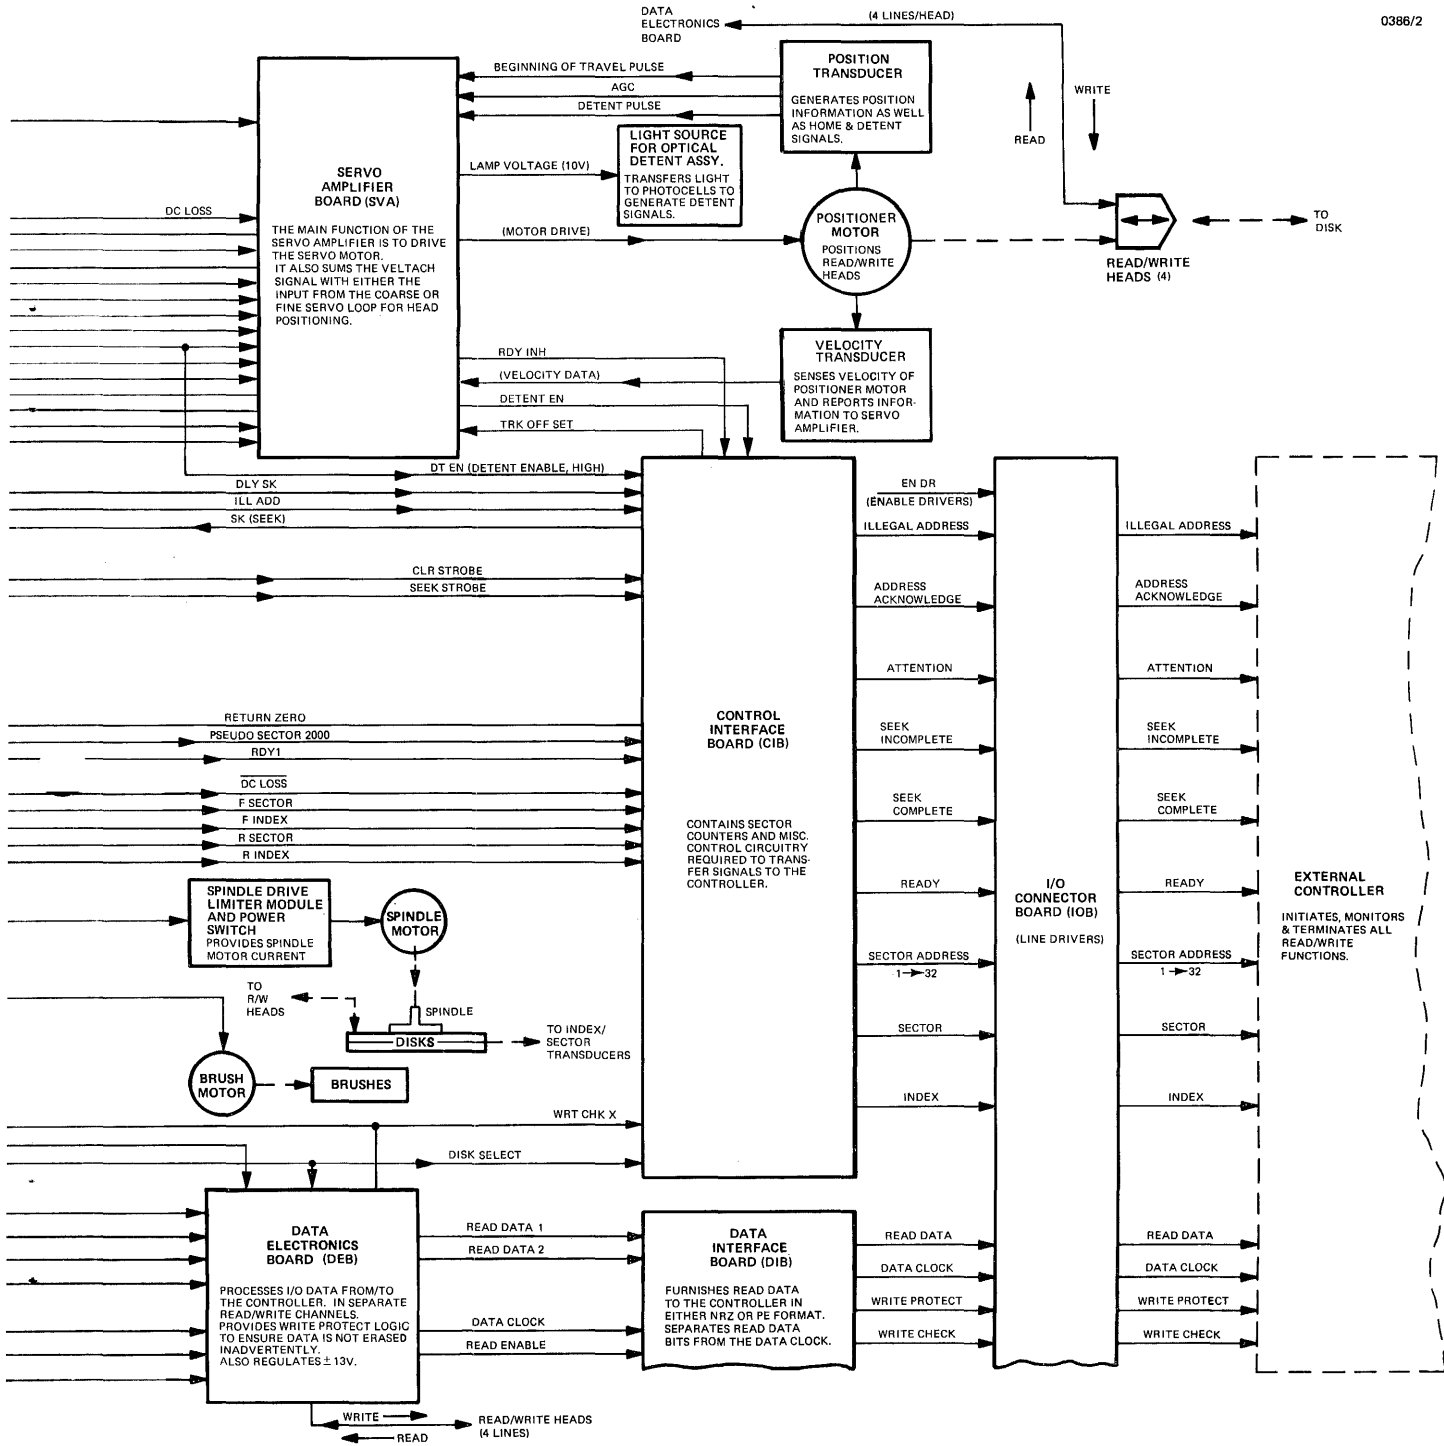 0386/2
DATA
ELECTRONICS
BOARD
(4 LINES/HEAD)
BEGINNING OF TRAVEL PULSE
AGC
DETENT PULSE
POSITION
TRANSDUCER
GENERATES POSITION
INFORMATION AS WELL
AS HOME & DETENT
SIGNALS.
READ
WRITE
LIGHT SOURCE
FOR OPTICAL
DETENT ASSY.
TRANSFERS LIGHT
TO PHOTOCELLS TO
GENERATE DETENT
SIGNALS.
LAMP VOLTAGE (10V)
SERVO
AMPLIFIER
BOARD (SVA)
THE MAIN FUNCTION OF THE
SERVO AMPLIFIER IS TO DRIVE
THE SERVO MOTOR.
IT ALSO SUMS THE VELTACH
SIGNAL WITH EITHER THE
INPUT FROM THE COARSE OR
FINE SERVO LOOP FOR HEAD
POSITIONING.
DC LOSS
(MOTOR DRIVE)
POSITIONER
MOTOR
POSITIONS
READ/WRITE
HEADS
TO
DISK
READ/WRITE
HEADS (4)
RDY INH
(VELOCITY DATA)
DETENT EN
TRK OFF SET
VELOCITY
TRANSDUCER
SENSES VELOCITY OF
POSITIONER MOTOR
AND REPORTS INFOR-
MATION TO SERVO
AMPLIFIER.
DT EN (DETENT ENABLE, HIGH)
DLY SK
ILL ADD
SK (SEEK)
CLR STROBE
SEEK STROBE
RETURN ZERO
PSEUDO SECTOR 2000
RDY1
DC LOSS
F SECTOR
F INDEX
R SECTOR
R INDEX
CONTROL
INTERFACE
BOARD (CIB)
CONTAINS SECTOR
COUNTERS AND MISC.
CONTROL CIRCUITRY
REQUIRED TO TRANS-
FER SIGNALS TO THE
CONTROLLER.
EN DR
(ENABLE DRIVERS)
ILLEGAL ADDRESS
ADDRESS
ACKNOWLEDGE
ATTENTION
SEEK
INCOMPLETE
SEEK
COMPLETE
READY
SECTOR ADDRESS
1 → 32
SECTOR
INDEX
I/O
CONNECTOR
BOARD (IOB)
(LINE DRIVERS)
ILLEGAL ADDRESS
ADDRESS
ACKNOWLEDGE
ATTENTION
SEEK
INCOMPLETE
SEEK
COMPLETE
READY
SECTOR ADDRESS
1 → 32
SECTOR
INDEX
EXTERNAL
CONTROLLER
INITIATES, MONITORS
& TERMINATES ALL
READ/WRITE
FUNCTIONS.
SPINDLE DRIVE
LIMITER MODULE
AND POWER
SWITCH
PROVIDES SPINDLE
MOTOR CURRENT
SPINDLE
MOTOR
TO
R/W
HEADS
SPINDLE
DISKS
TO INDEX/
SECTOR
TRANSDUCERS
BRUSH
MOTOR
BRUSHES
WRT CHK X
DISK SELECT
DATA
ELECTRONICS
BOARD (DEB)
PROCESSES I/O DATA FROM/TO
THE CONTROLLER. IN SEPARATE
READ/WRITE CHANNELS.
PROVIDES WRITE PROTECT LOGIC
TO ENSURE DATA IS NOT ERASED
INADVERTENTLY.
ALSO REGULATES ± 13V.
READ DATA 1
READ DATA 2
DATA CLOCK
READ ENABLE
DATA
INTERFACE
BOARD (DIB)
FURNISHES READ DATA
TO THE CONTROLLER IN
EITHER NRZ OR PE FORMAT.
SEPARATES READ DATA
BITS FROM THE DATA CLOCK.
READ DATA
DATA CLOCK
WRITE PROTECT
WRITE CHECK
READ DATA
DATA CLOCK
WRITE PROTECT
WRITE CHECK
WRITE
READ
READ/WRITE HEADS
(4 LINES)